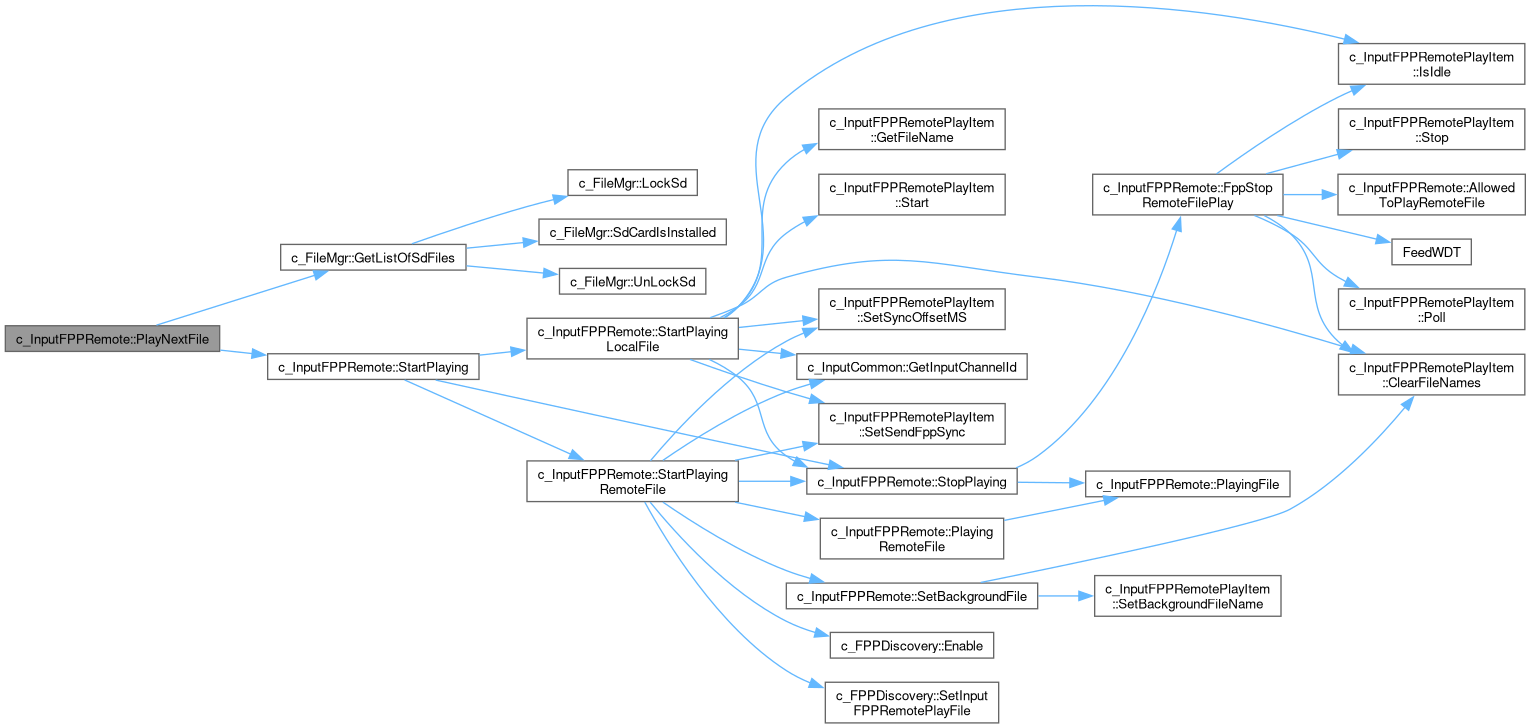 c_InputFPPRemote::PlayNextFile
c_FileMgr::GetListOfSdFiles
c_FileMgr::LockSd
c_FileMgr::SdCardIsInstalled
c_FileMgr::UnLockSd
c_InputFPPRemote::StartPlaying
c_InputFPPRemote::StartPlaying
LocalFile
c_InputFPPRemote::StartPlaying
RemoteFile
c_InputFPPRemotePlayItem
::GetFileName
c_InputFPPRemotePlayItem
::Start
c_InputFPPRemotePlayItem
::SetSyncOffsetMS
c_InputCommon::GetInputChannelId
c_InputFPPRemotePlayItem
::SetSendFppSync
c_InputFPPRemote::StopPlaying
c_InputFPPRemote::Playing
RemoteFile
c_InputFPPRemote::SetBackgroundFile
c_FPPDiscovery::Enable
c_FPPDiscovery::SetInput
FPPRemotePlayFile
c_InputFPPRemote::FppStop
RemoteFilePlay
c_InputFPPRemote::PlayingFile
c_InputFPPRemotePlayItem
::SetBackgroundFileName
c_InputFPPRemotePlayItem
::IsIdle
c_InputFPPRemotePlayItem
::Stop
c_InputFPPRemote::Allowed
ToPlayRemoteFile
FeedWDT
c_InputFPPRemotePlayItem
::Poll
c_InputFPPRemotePlayItem
::ClearFileNames